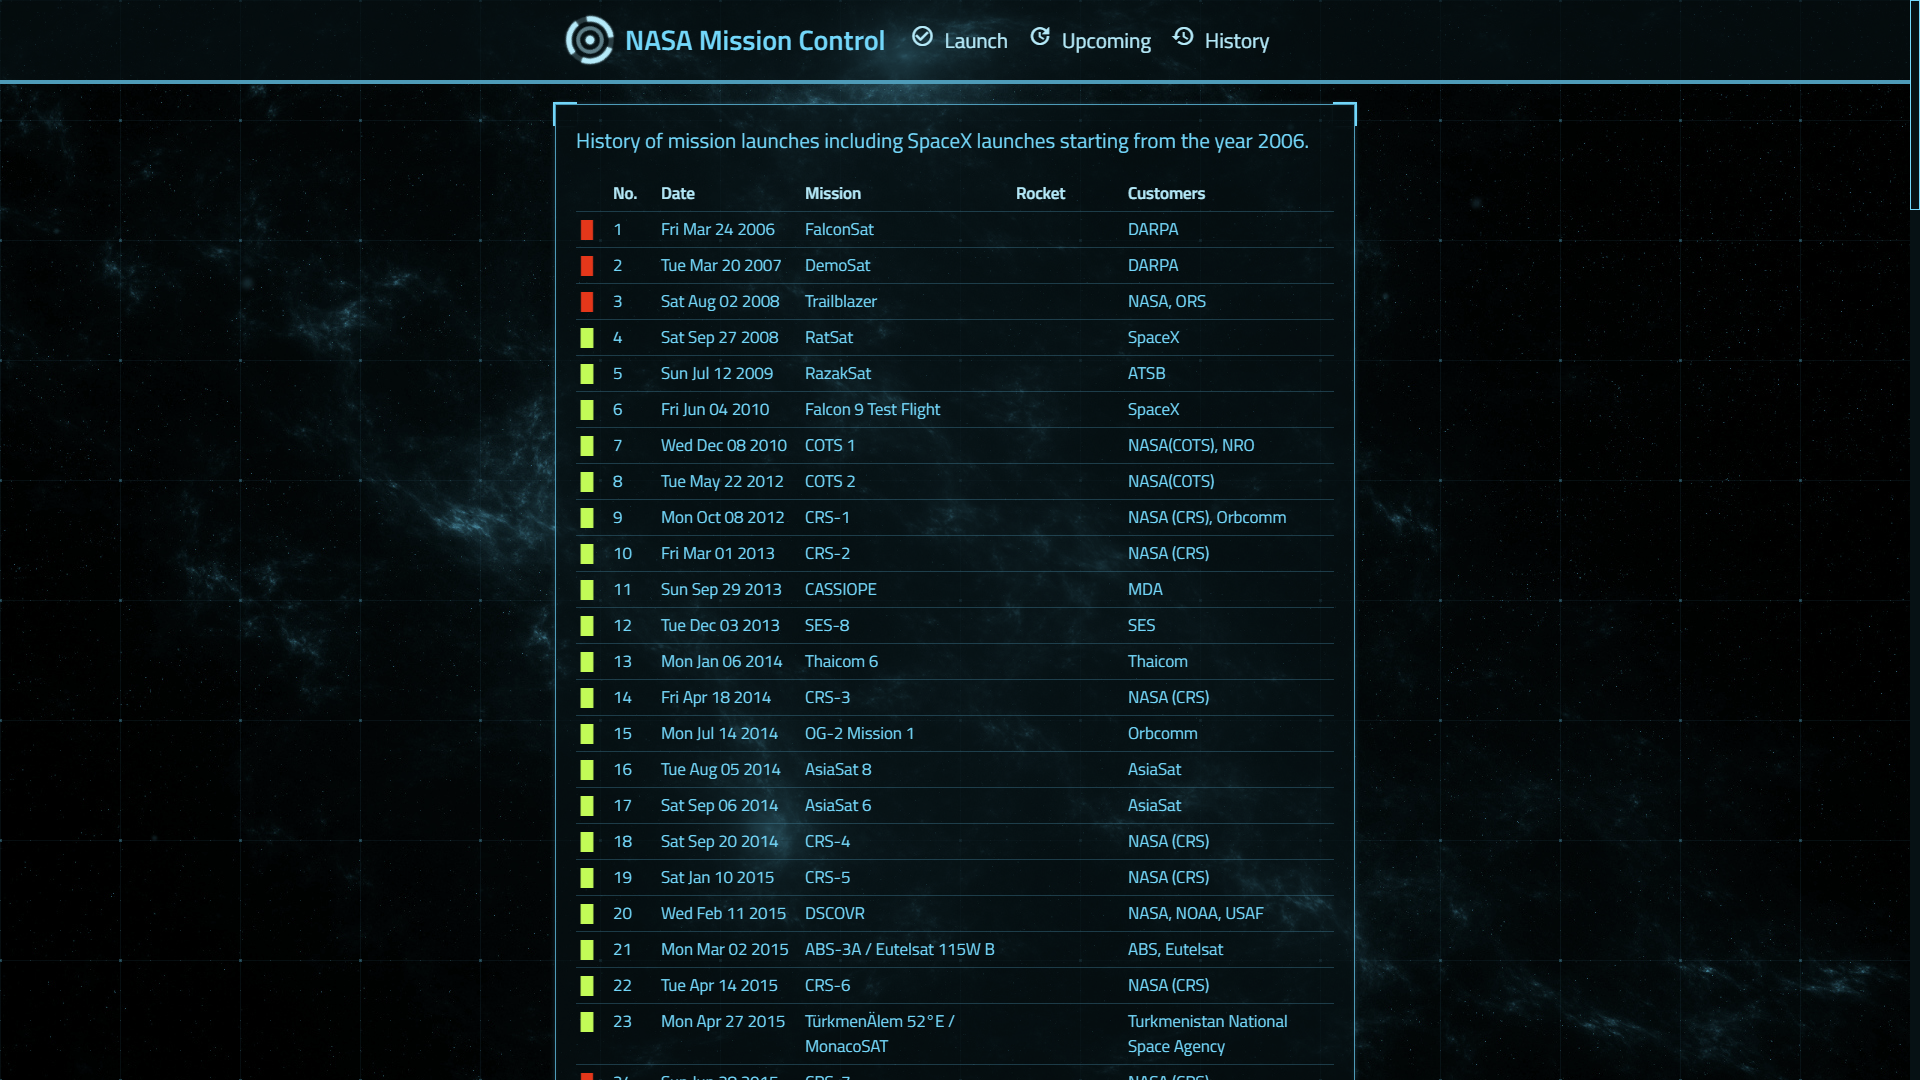 NASA Mission Control Launch Upcoming History
History of mission launches including SpaceX launches starting from the year 2006.
No. Date Mission Rocket Customers
1 Fri Mar 24 2006 FalconSat DARPA
2 Tue Mar 20 2007 DemoSat DARPA
3 Sat Aug 02 2008 Trailblazer NASA, ORS
4 Sat Sep 27 2008 RatSat SpaceX
5 Sun Jul 12 2009 RazakSat ATSB
6 Fri Jun 04 2010 Falcon 9 Test Flight SpaceX
7 Wed Dec 08 2010 COTS 1 NASA(COTS), NRO
8 Tue May 22 2012 COTS 2 NASA(COTS)
9 Mon Oct 08 2012 CRS-1 NASA (CRS), Orbcomm
10 Fri Mar 01 2013 CRS-2 NASA (CRS)
11 Sun Sep 29 2013 CASSIOPE MDA
12 Tue Dec 03 2013 SES-8 SES
13 Mon Jan 06 2014 Thaicom 6 Thaicom
14 Fri Apr 18 2014 CRS-3 NASA (CRS)
15 Mon Jul 14 2014 OG-2 Mission 1 Orbcomm
16 Tue Aug 05 2014 AsiaSat 8 AsiaSat
17 Sat Sep 06 2014 AsiaSat 6 AsiaSat
18 Sat Sep 20 2014 CRS-4 NASA (CRS)
19 Sat Jan 10 2015 CRS-5 NASA (CRS)
20 Wed Feb 11 2015 DSCOVR NASA, NOAA, USAF
21 Mon Mar 02 2015 ABS-3A / Eutelsat 115W B ABS, Eutelsat
22 Tue Apr 14 2015 CRS-6 NASA (CRS)
23 Mon Apr 27 2015 TürkmenÄlem 52°E / Turkmenistan National
MonacoSAT Space Agency
24 Sun Jun 28 2015 CRS-7 NASA (CRS)